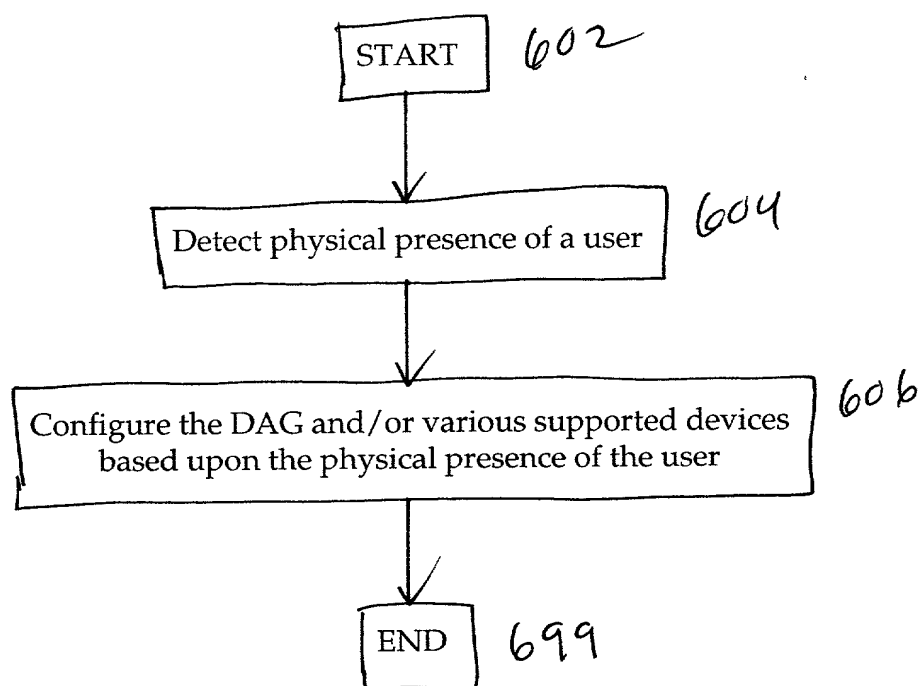 START 602
Detect physical presence of a user 604
Configure the DAG and/or various supported devices 606
based upon the physical presence of the user
END 699